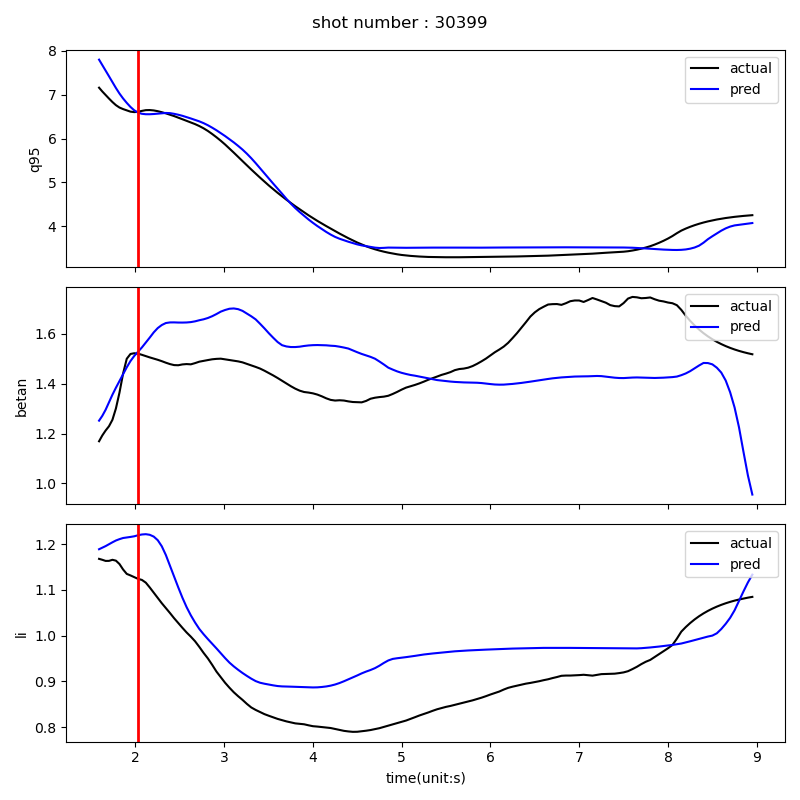 shot number : 30399
8
7
6
5
4
q95
actual
pred
1.6
1.4
1.2
1.0
betan
actual
pred
1.2
1.1
1.0
0.9
0.8
li
actual
pred
2 3 4 5 6 7 8 9
time(unit:s)